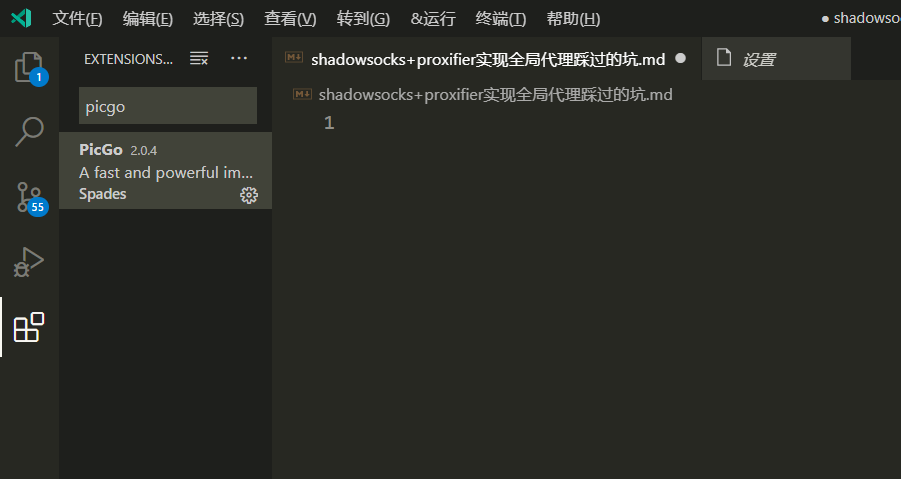 文件(F) 编辑(E) 选择(S) 查看(V) 转到(G) &运行 终端(T) 帮助(H) ● shadowso
EXTENSIONS... ···
shadowsocks+proxifier实现全局代理踩过的坑.md ● 设置
shadowsocks+proxifier实现全局代理踩过的坑.md
1
picgo
1
PicGo 2.0.4
A fast and powerful im...
Spades
55